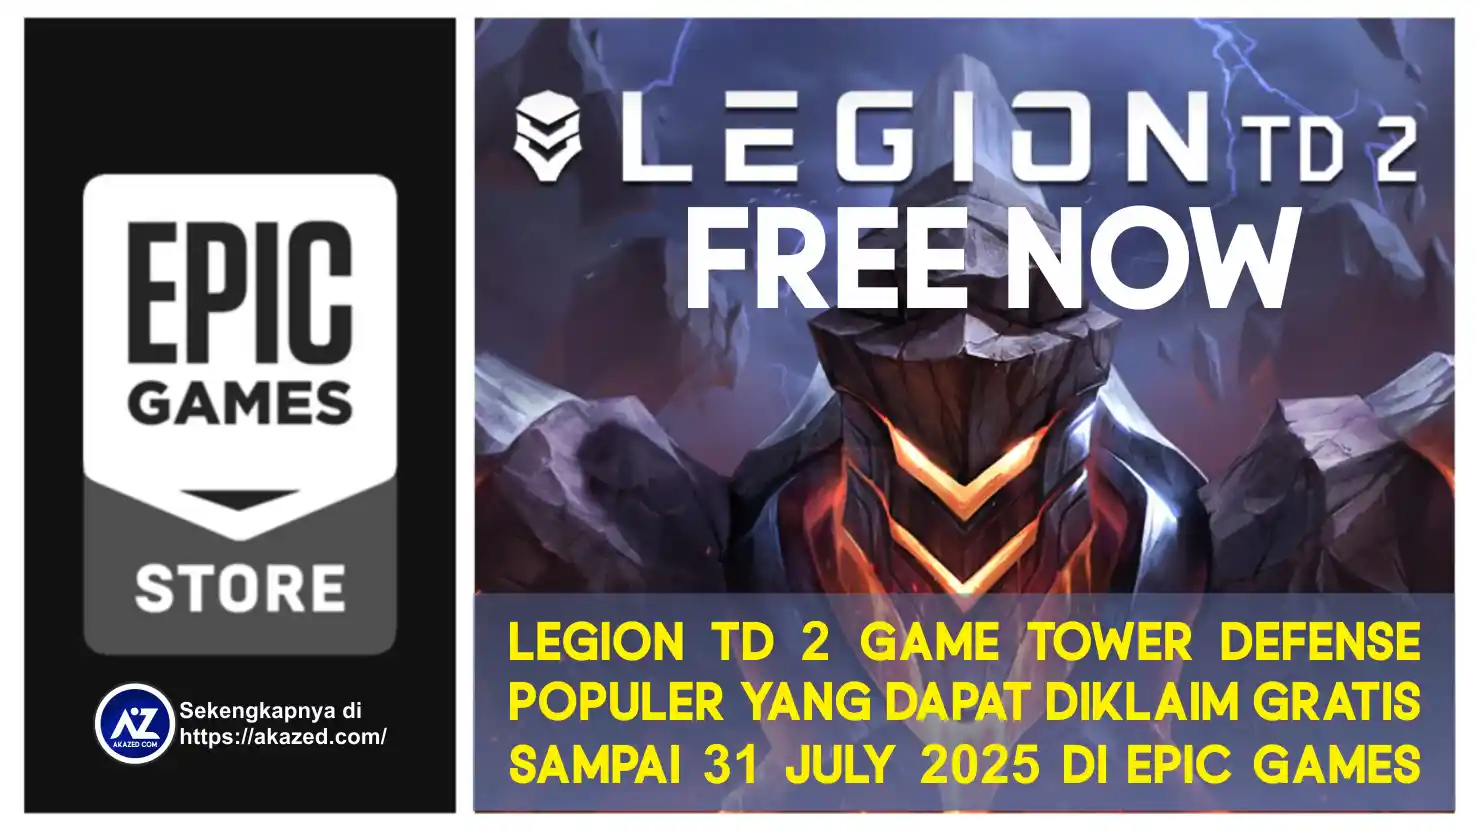 EPIC
GAMES
STORE
AZ
AKAZED COM
Sekengkapnya di
https://akazed.com/
LEGION TD 2
FREE NOW
LEGION TD 2 GAME TOWER DEFENSE
POPULER YANG DAPAT DIKLAIM GRATIS
SAMPAI 31 JULY 2025 DI EPIC GAMES